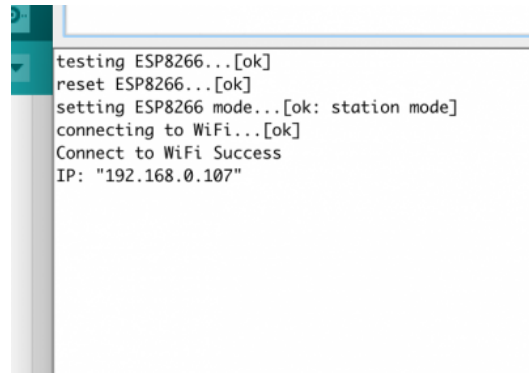 testing ESP8266...[ok]
reset ESP8266...[ok]
setting ESP8266 mode...[ok: station mode]
connecting to WiFi...[ok]
Connect to WiFi Success
IP: "192.168.0.107"